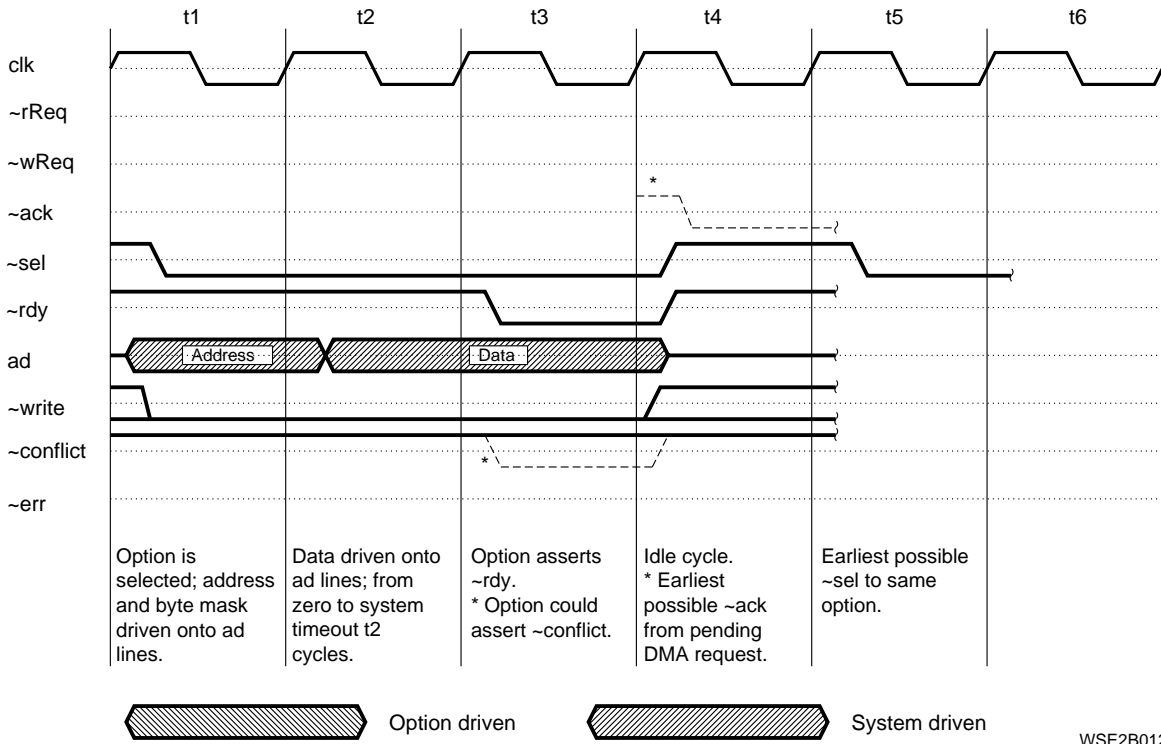 t1 t2 t3 t4 t5 t6
clk
~rReq
~wReq
*
~ack
~sel
~rdy
ad Address Data
~write
~conflict
*
~err
Option is
selected; address
and byte mask
driven onto ad
lines.
Data driven onto
ad lines; from
zero to system
timeout t2
cycles.
Option asserts
~rdy.
* Option could
assert ~conflict.
Idle cycle.
* Earliest
possible ~ack
from pending
DMA request.
Earliest possible
~sel to same
option.
Option driven
System driven